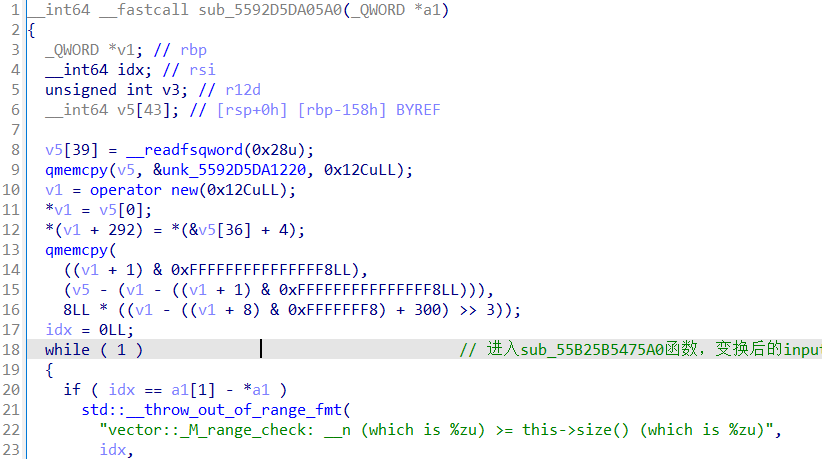 1 __int64 __fastcall sub_5592D5DA05A0(_QWORD *a1)
2 {
3 _QWORD *v1; // rbp
4 __int64 idx; // rsi
5 unsigned int v3; // r12d
6 __int64 v5[43]; // [rsp+0h] [rbp-158h] BYREF
7
8 v5[39] = __readfsqword(0x28u);
9 qmemcpy(v5, &unk_5592D5DA1220, 0x12CuLL);
10 v1 = operator new(0x12CuLL);
11 *v1 = v5[0];
12 *(v1 + 292) = *(&v5[36] + 4);
13 qmemcpy(
14 ((v1 + 1) & 0xFFFFFFFFFFFFFFF8LL),
15 (v5 - (v1 - ((v1 + 1) & 0xFFFFFFFFFFFFFFF8LL))),
16 8LL * ((v1 - ((v1 + 8) & 0xFFFFFFF8) + 300) >> 3));
17 idx = 0LL;
18 while ( 1 ) // 进入sub_55B25B5475A0函数，变换后的input
19 {
20 if ( idx == a1[1] - *a1 )
21 std::__throw_out_of_range_fmt(
22 "vector::_M_range_check: __n (which is %zu) >= this->size() (which is %zu)",
23 idx,